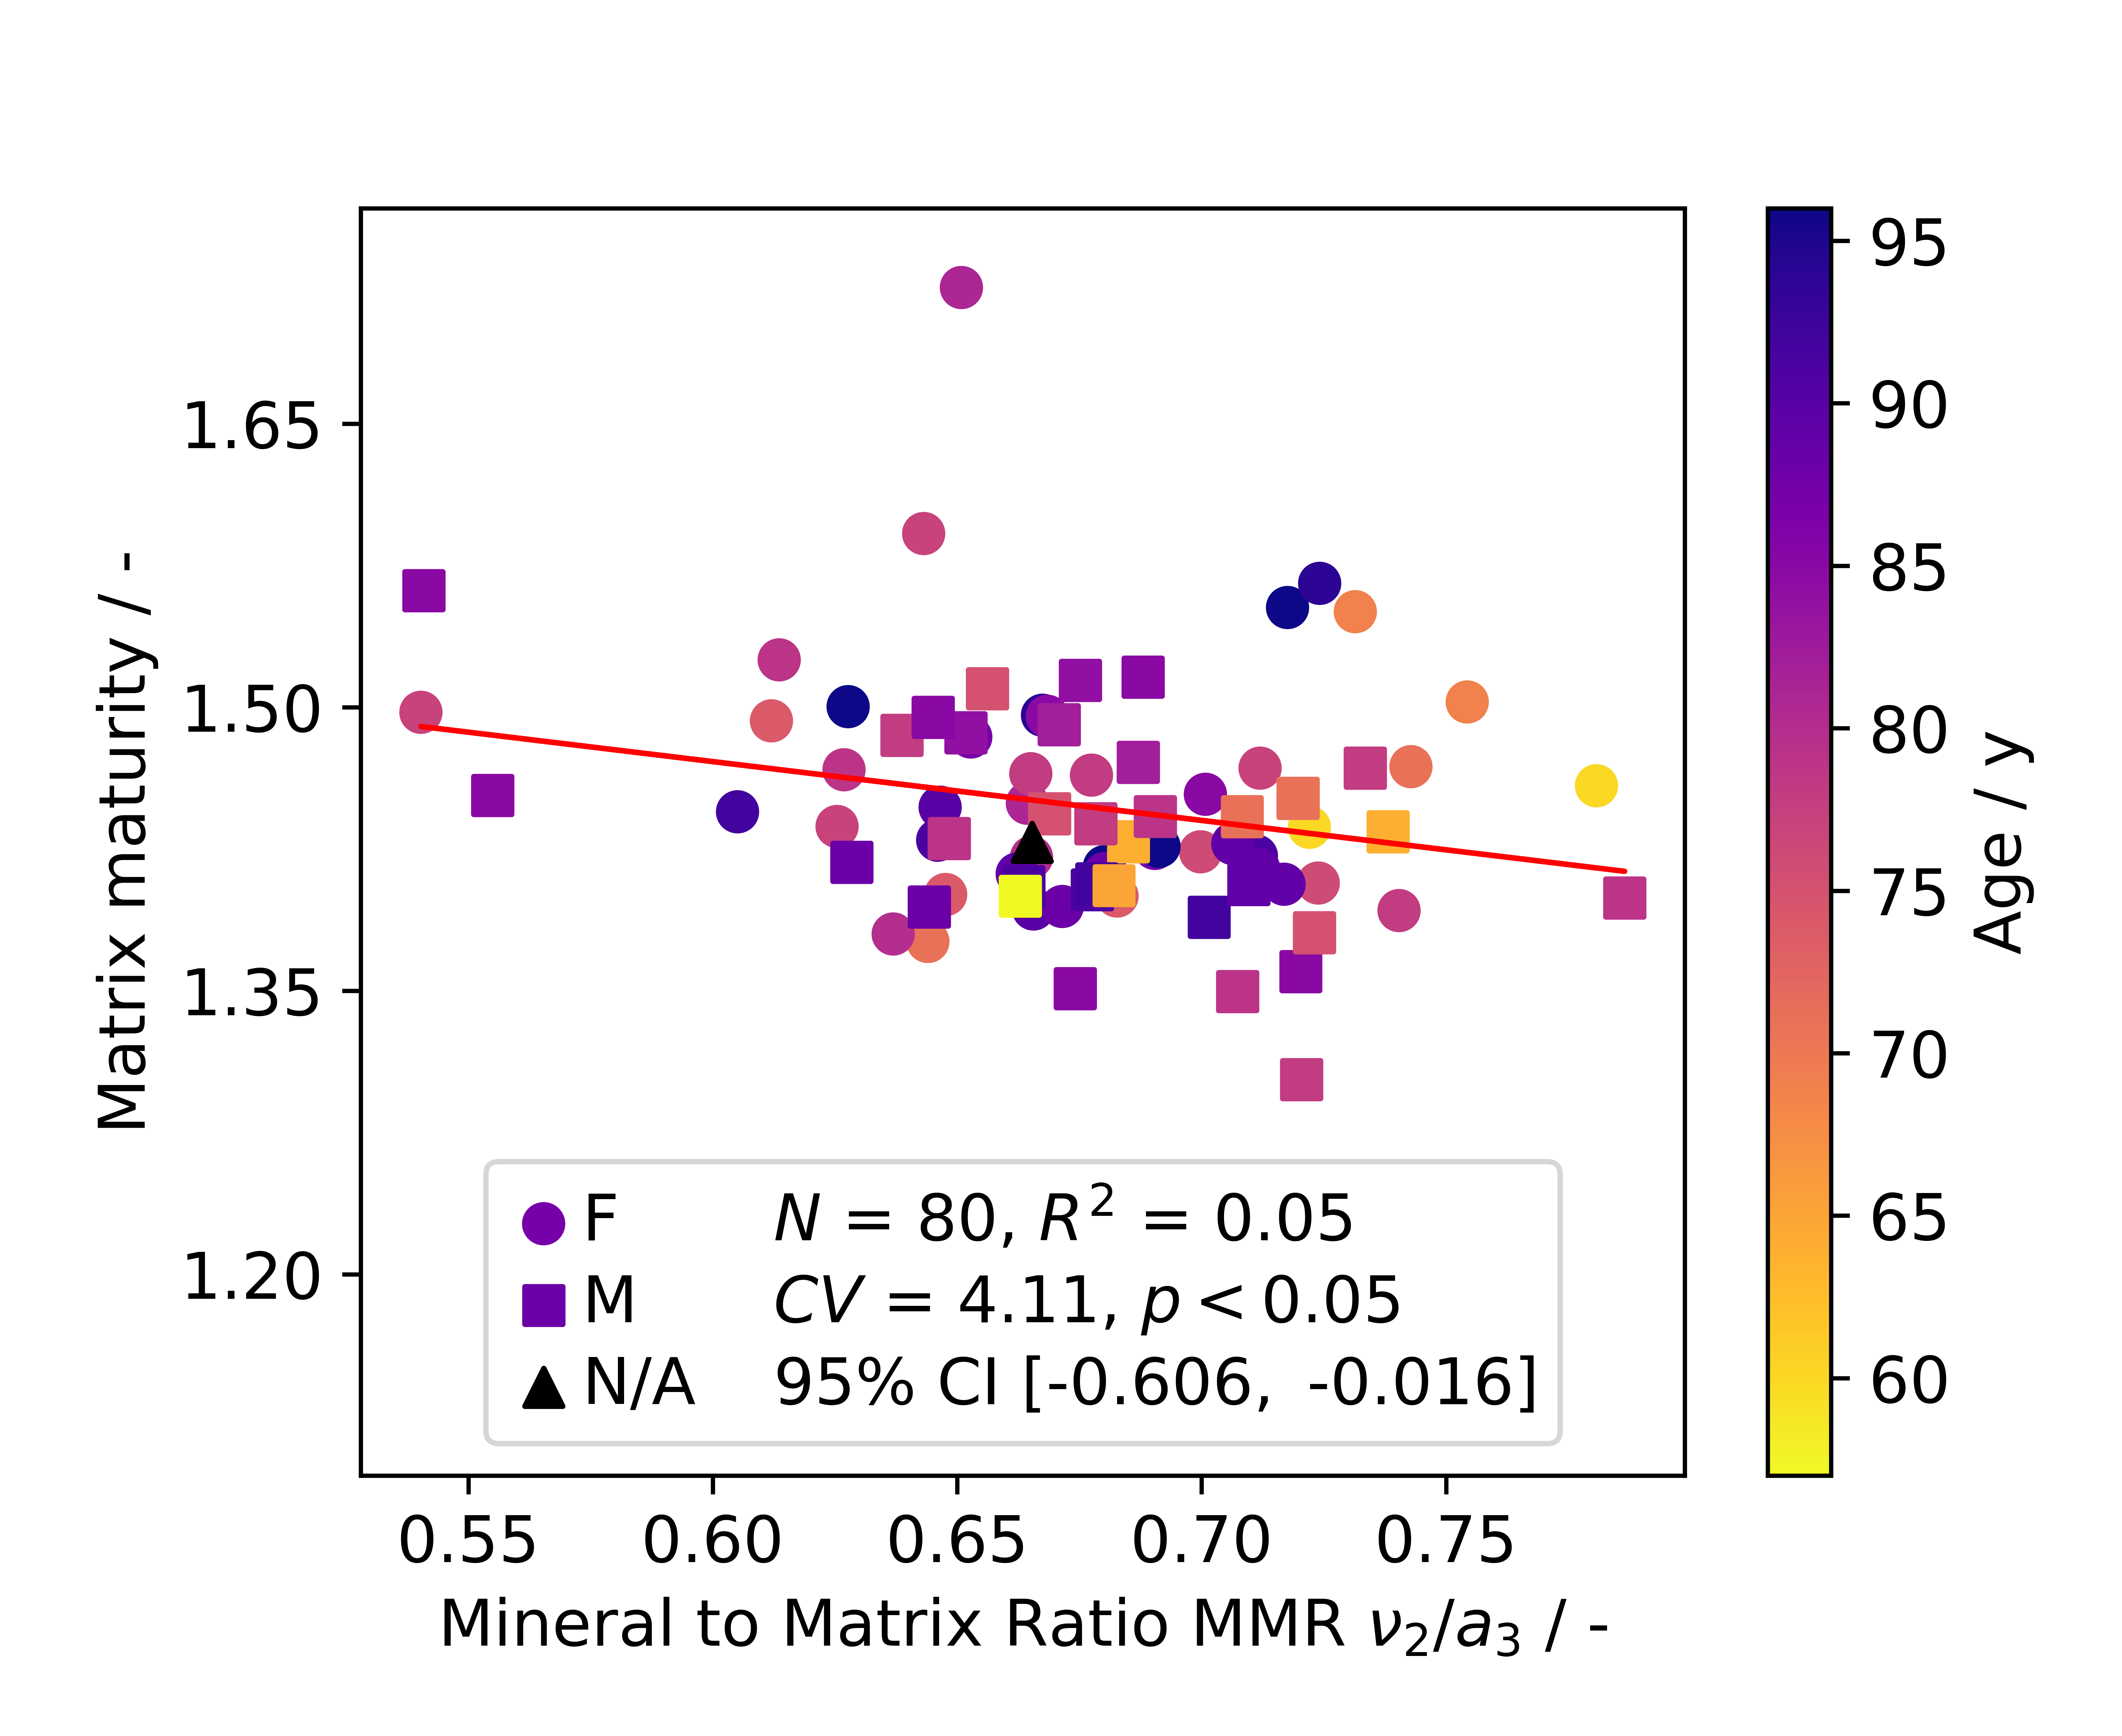 Matrix maturity / -
1.65
1.50
1.35
1.20
F N = 80, R² = 0.05
M CV = 4.11, p < 0.05
N/A 95% CI [-0.606, -0.016]
0.55 0.60 0.65 0.70 0.75
Mineral to Matrix Ratio MMR ν₂/a₃ / -
95
90
85
80
75
70
65
60
Age / y